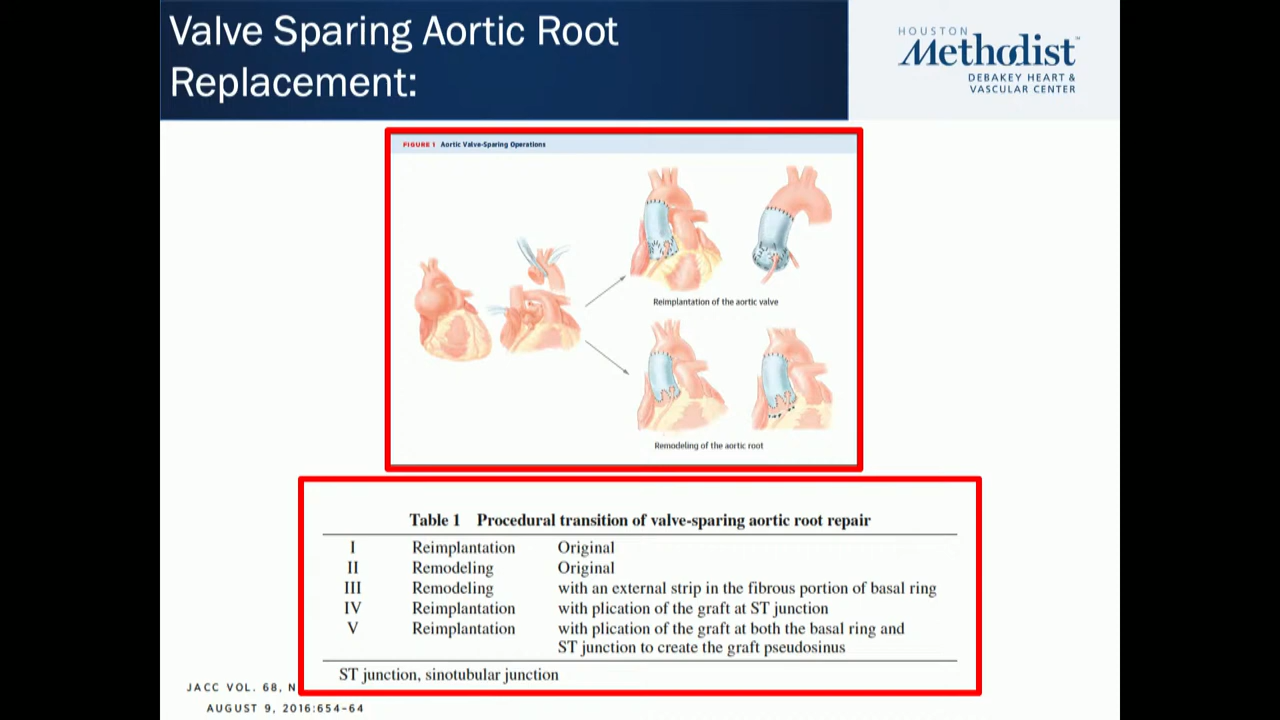 Valve Sparing Aortic Root
Replacement:
HOUSTON
Methodist
DEBAKEY HEART &
VASCULAR CENTER
FIGURE 1 Aortic Valve-Sparing Operations
Reimplantation of the aortic valve
Remodeling of the aortic root
Table 1 Procedural transition of valve-sparing aortic root repair
I Reimplantation Original
II Remodeling Original
III Remodeling with an external strip in the fibrous portion of basal ring
IV Reimplantation with plication of the graft at ST junction
V Reimplantation with plication of the graft at both the basal ring and
ST junction to create the graft pseudosinus
ST junction, sinotubular junction
JACC VOL. 68, N
AUGUST 9, 2016:654–64